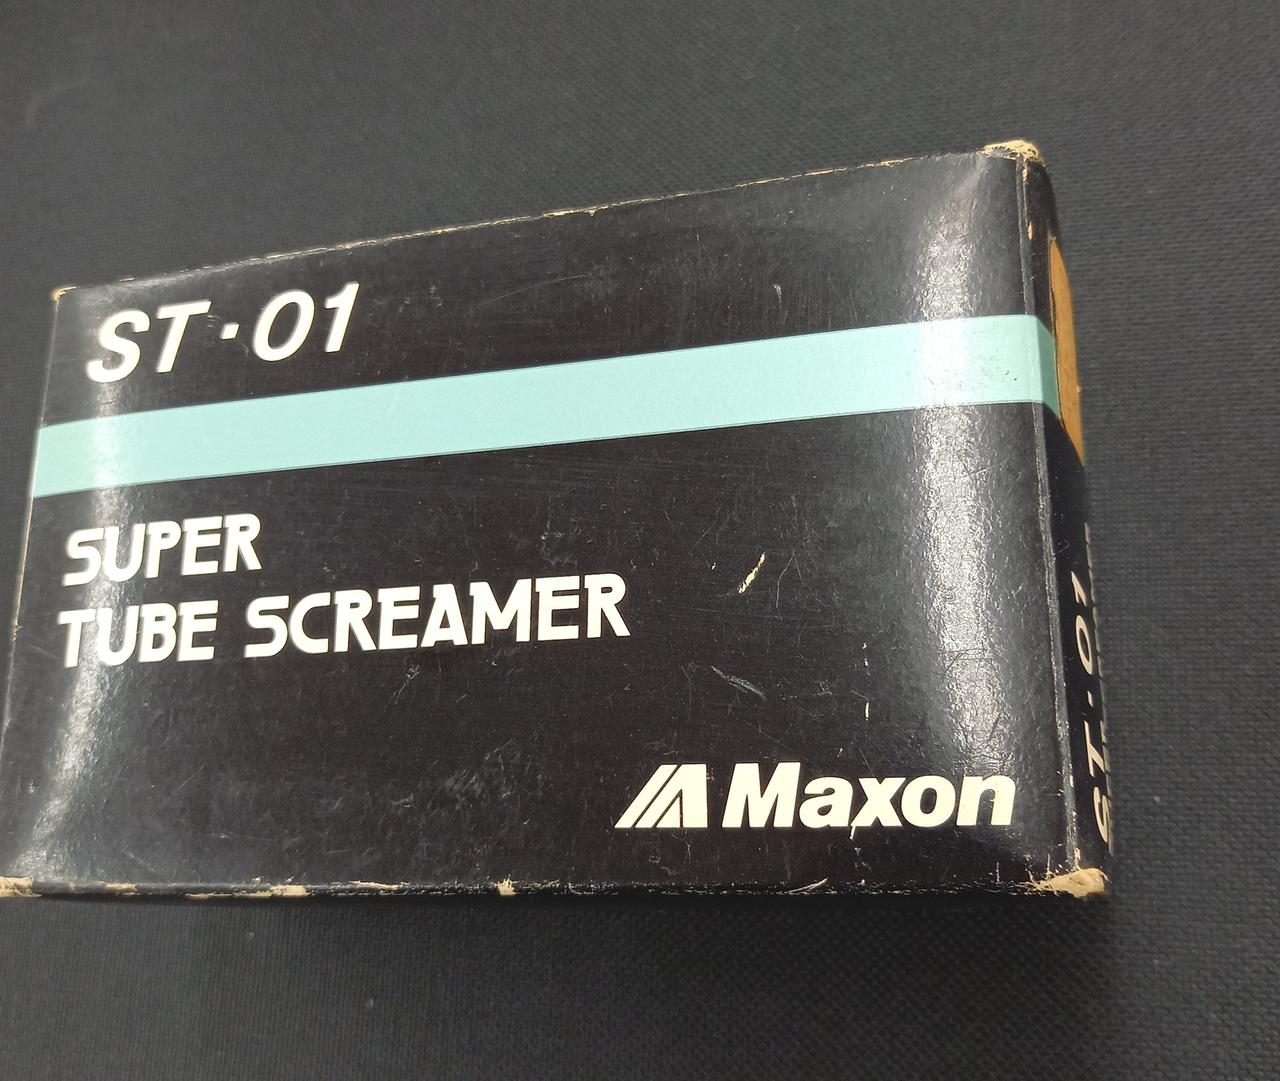 ST·01
SUPER
TUBE SCREAMER
Maxon
ST·01